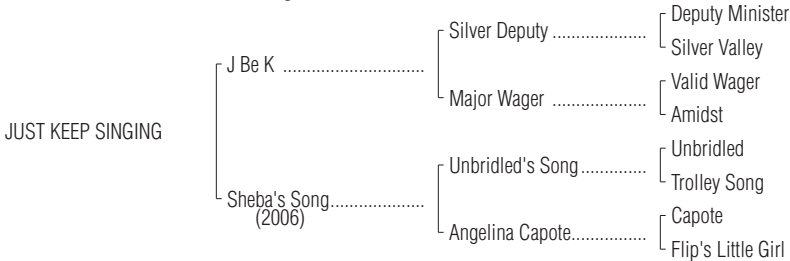 Deputy Minister
Silver Deputy ....................
Silver Valley
J Be K ..............................
Valid Wager
Major Wager ....................
Amidst
JUST KEEP SINGING
Unbridled
Unbridled's Song..............
Trolley Song
Sheba's Song....................
(2006)
Capote
Angelina Capote................
Flip's Little Girl